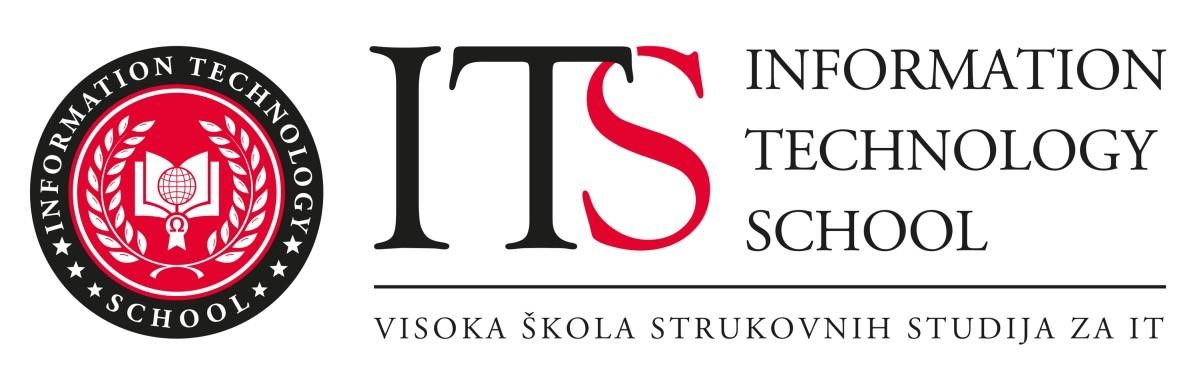 INFORMATION TECHNOLOGY
SCHOOL
Ω
ITS
INFORMATION
TECHNOLOGY
SCHOOL
VISOKA ŠKOLA STRUKOVNIH STUDIJA ZA IT